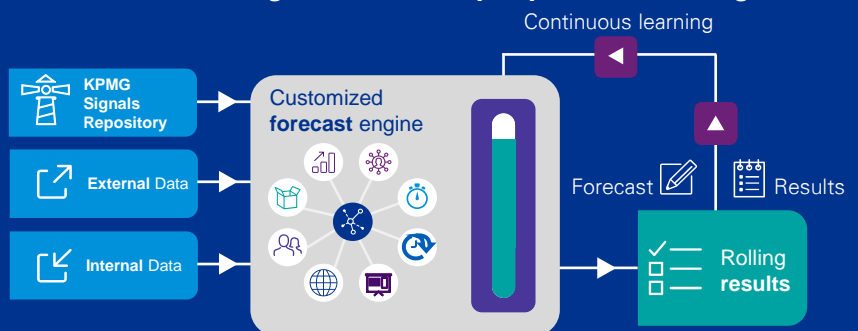 Continuous learning
KPMG
Signals
Repository
Customized
forecast engine
External Data
Forecast
Results
Internal Data
Rolling
results